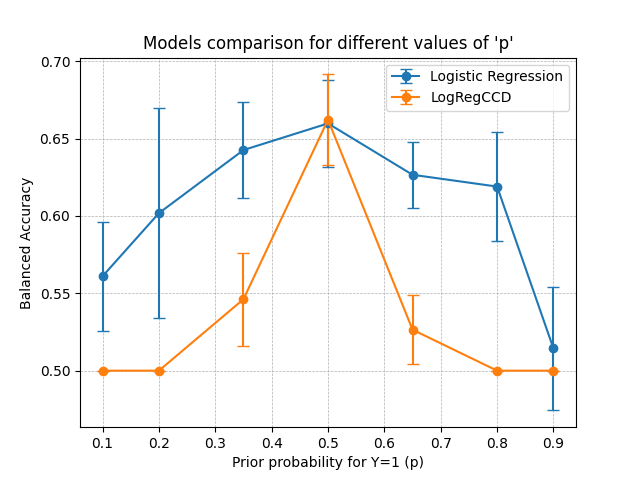 Models comparison for different values of 'p'
Logistic Regression
LogRegCCD
Balanced Accuracy
0.70
0.65
0.60
0.55
0.50
0.1 0.2 0.3 0.4 0.5 0.6 0.7 0.8 0.9
Prior probability for Y=1 (p)